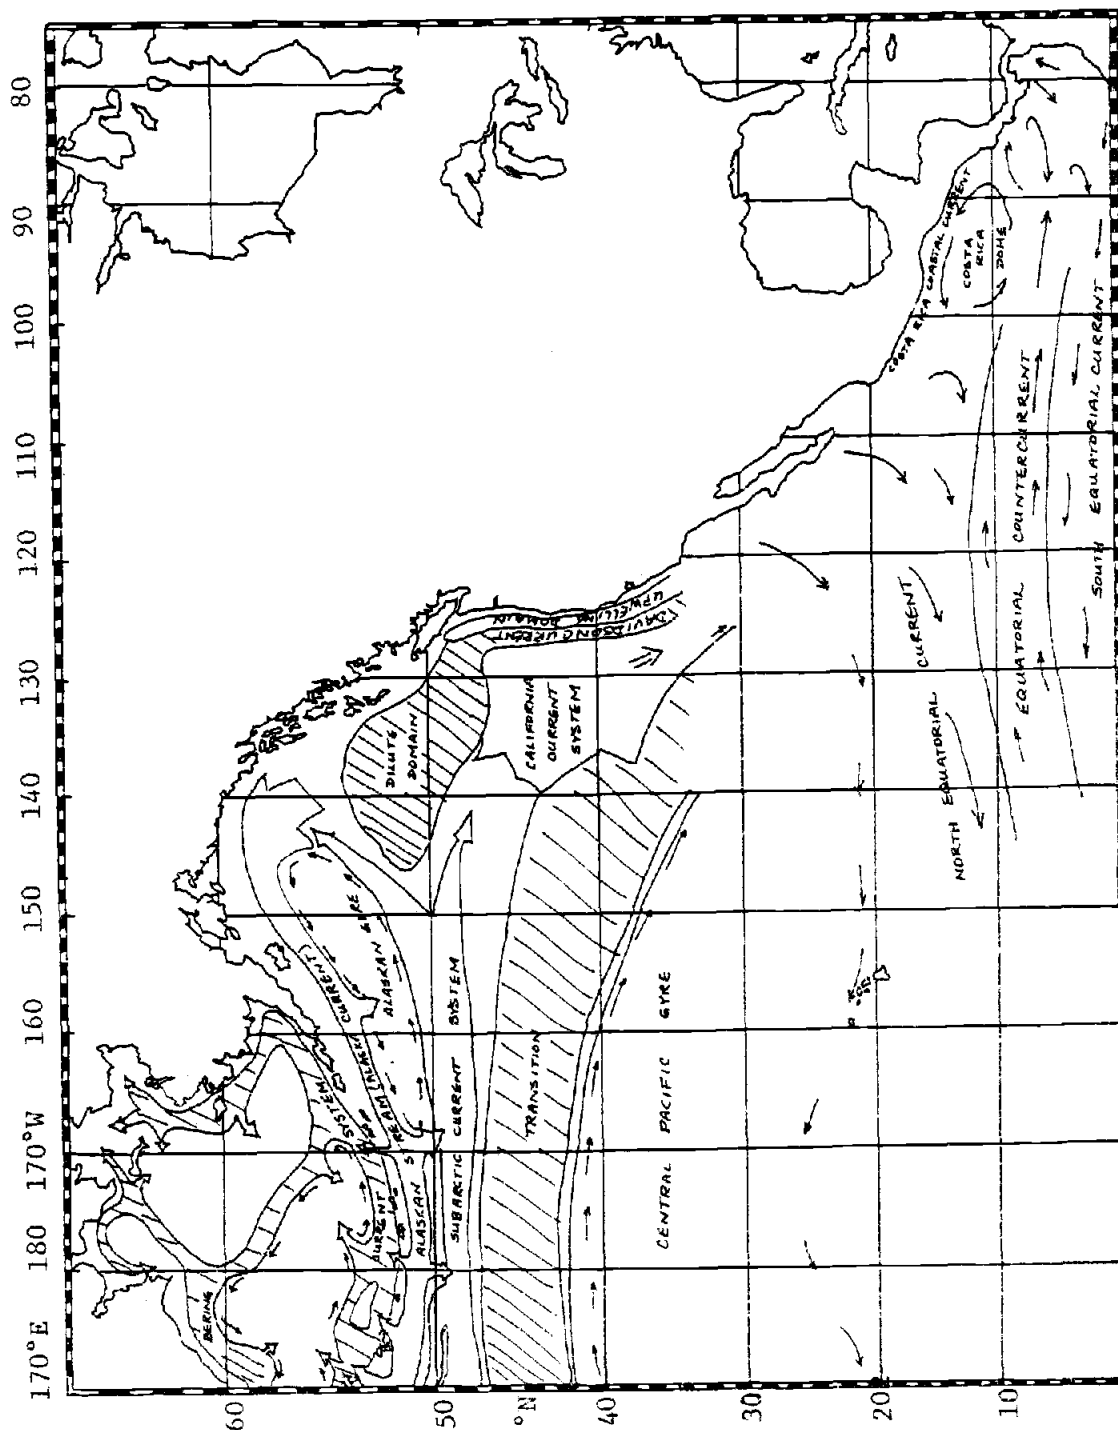 170°E 180 170°W 160 150 140 130 120 110 100 90 80
60
°N
50
40
30
20
10
BERING
CURRENT
SYSTEM
ALASKAN STREAM (ALASKA CURRENT)
ALASKAN GYRE
SUBARCTIC CURRENT SYSTEM
DILUTE
DOMAIN
TRANSITION
CALIFORNIA
CURRENT
SYSTEM
DAVIDSON CURRENT
UPWELLING DOMAIN
CENTRAL PACIFIC GYRE
NORTH EQUATORIAL CURRENT
EQUATORIAL COUNTERCURRENT
SOUTH EQUATORIAL CURRENT
COSTA RICA COASTAL CURRENT
COSTA
RICA
DOME